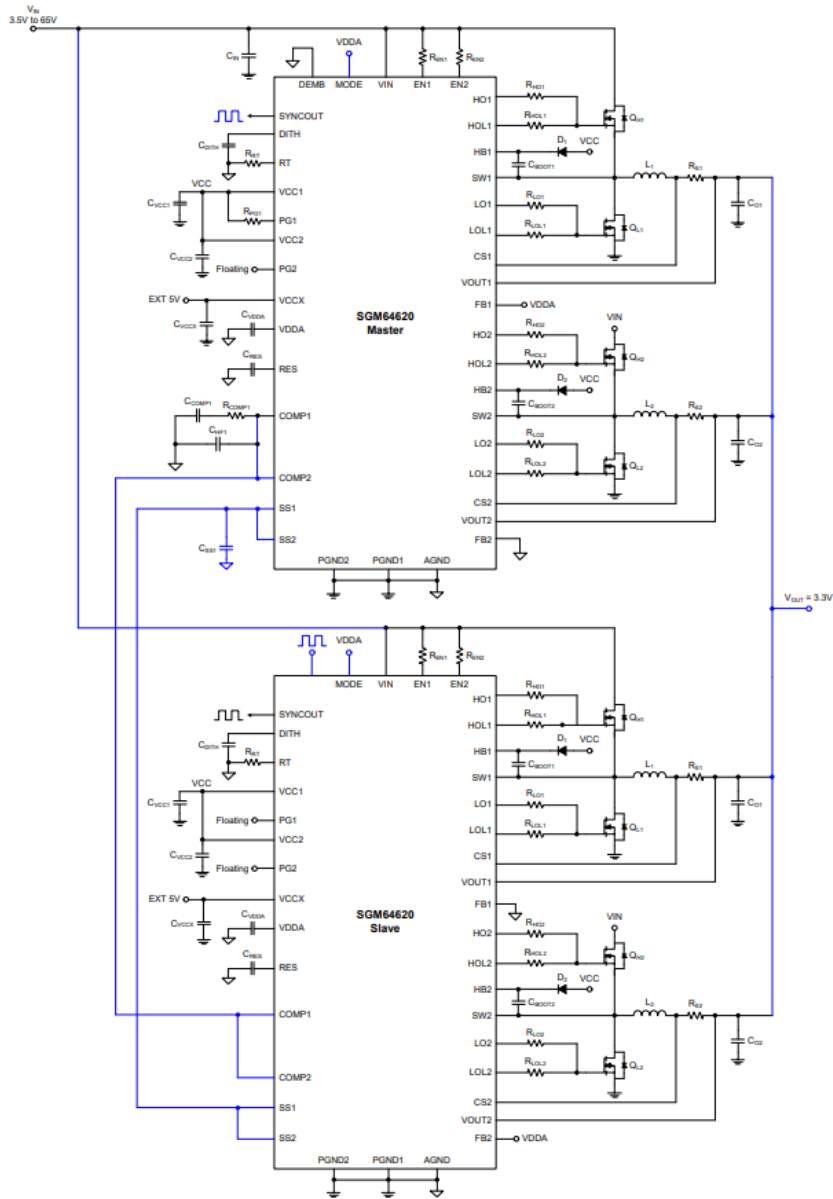 VIN
3.5V to 65V
CIN
VDDA
REN1
REN2
DEMB
MODE
VIN
EN1
EN2
SYNCOUT
DITH
CDITH
RRT
RT
VCC
VCC1
CVCC1
RPG1
PG1
VCC2
CVCC2
Floating
PG2
EXT 5V
VCCX
CVCCX
CVDDA
VDDA
CRES
RES
CCOMP1
RCOMP1
COMP1
CHF1
COMP2
SS1
CSS1
SS2
SGM64620
Master
PGND2
PGND1
AGND
HO1
RHO1
HOL1
RHOL1
QH1
HB1
D1
VCC
CBOOT1
SW1
L1
RS1
CO1
LO1
RLO1
LOL1
RLOL1
QL1
CS1
VOUT1
FB1
VDDA
HO2
RHO2
VIN
HOL2
RHOL2
QH2
HB2
D2
VCC
CBOOT2
SW2
L2
RS2
CO2
LO2
RLO2
LOL2
RLOL2
QL2
CS2
VOUT2
FB2
VOUT = 3.3V
VDDA
REN1
REN2
MODE
VIN
EN1
EN2
SYNCOUT
DITH
CDITH
RRT
RT
VCC
VCC1
CVCC1
Floating
PG1
VCC2
CVCC2
Floating
PG2
EXT 5V
VCCX
CVCCX
CVDDA
VDDA
CRES
RES
COMP1
COMP2
SS1
SS2
SGM64620
Slave
PGND2
PGND1
AGND
HO1
RHO1
HOL1
RHOL1
QH1
HB1
D1
VCC
CBOOT1
SW1
L1
RS1
CO1
LO1
RLO1
LOL1
RLOL1
QL1
CS1
VOUT1
FB1
HO2
RHO2
VIN
HOL2
RHOL2
QH2
HB2
D2
VCC
CBOOT2
SW2
L2
RS2
CO2
LO2
RLO2
LOL2
RLOL2
QL2
CS2
VOUT2
FB2
VDDA